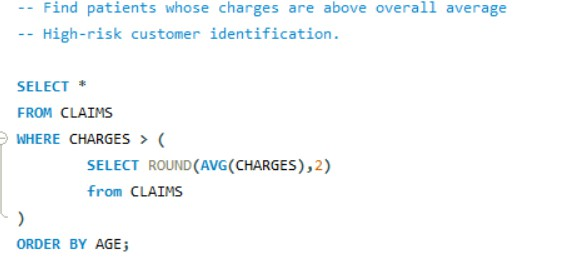 -- Find patients whose charges are above overall average
-- High-risk customer identification.
SELECT *
FROM CLAIMS
WHERE CHARGES > (
SELECT ROUND(AVG(CHARGES),2)
from CLAIMS
)
ORDER BY AGE;